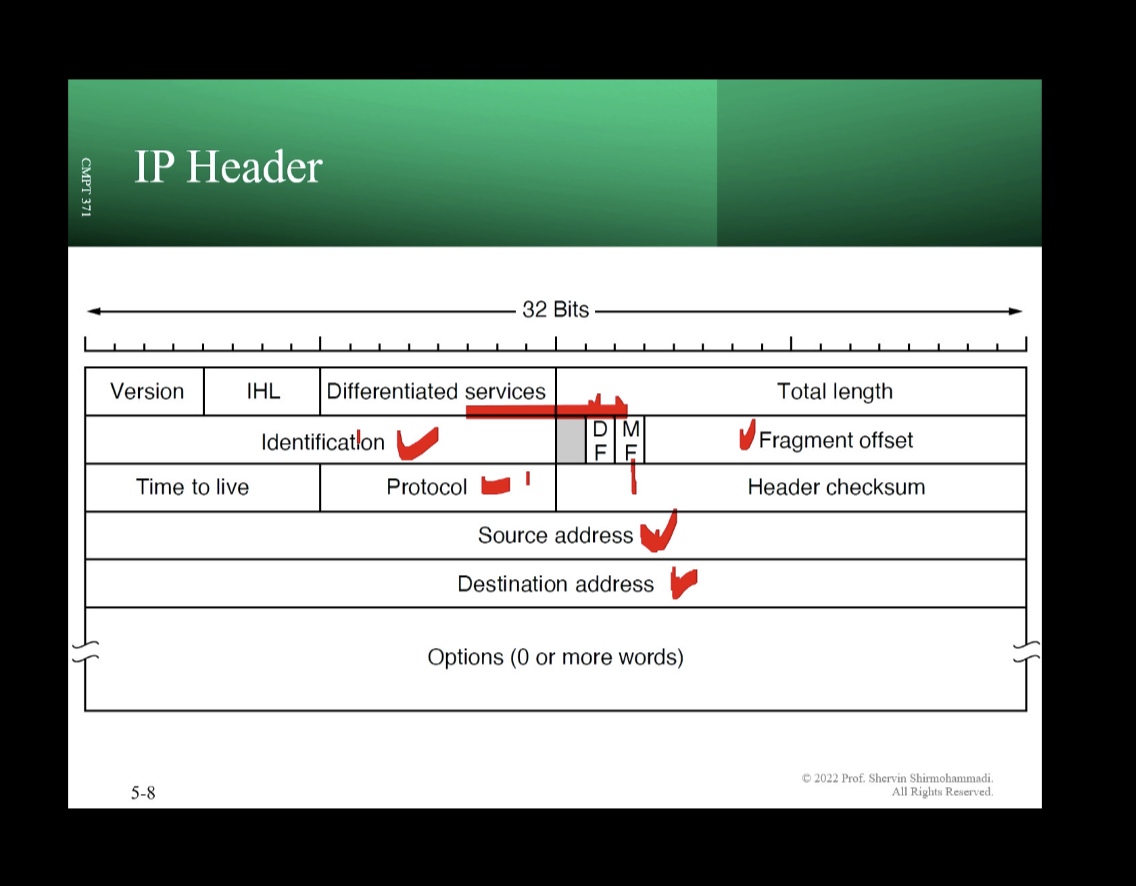 CMPT 371
IP Header
32 Bits
Version IHL Differentiated services Total length
Identification D F M F Fragment offset
Time to live Protocol Header checksum
Source address
Destination address
Options (0 or more words)
5-8
© 2022 Prof. Shervin Shirmohammadi.
All Rights Reserved.